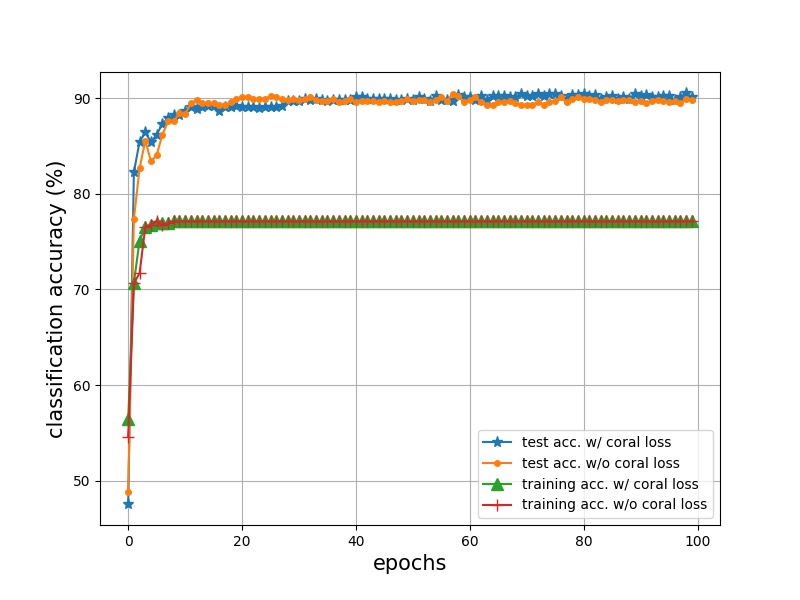 90
80
70
60
50
0
20
40
60
80
100
classification accuracy (%)
epochs
test acc. w/ coral loss
test acc. w/o coral loss
training acc. w/ coral loss
training acc. w/o coral loss